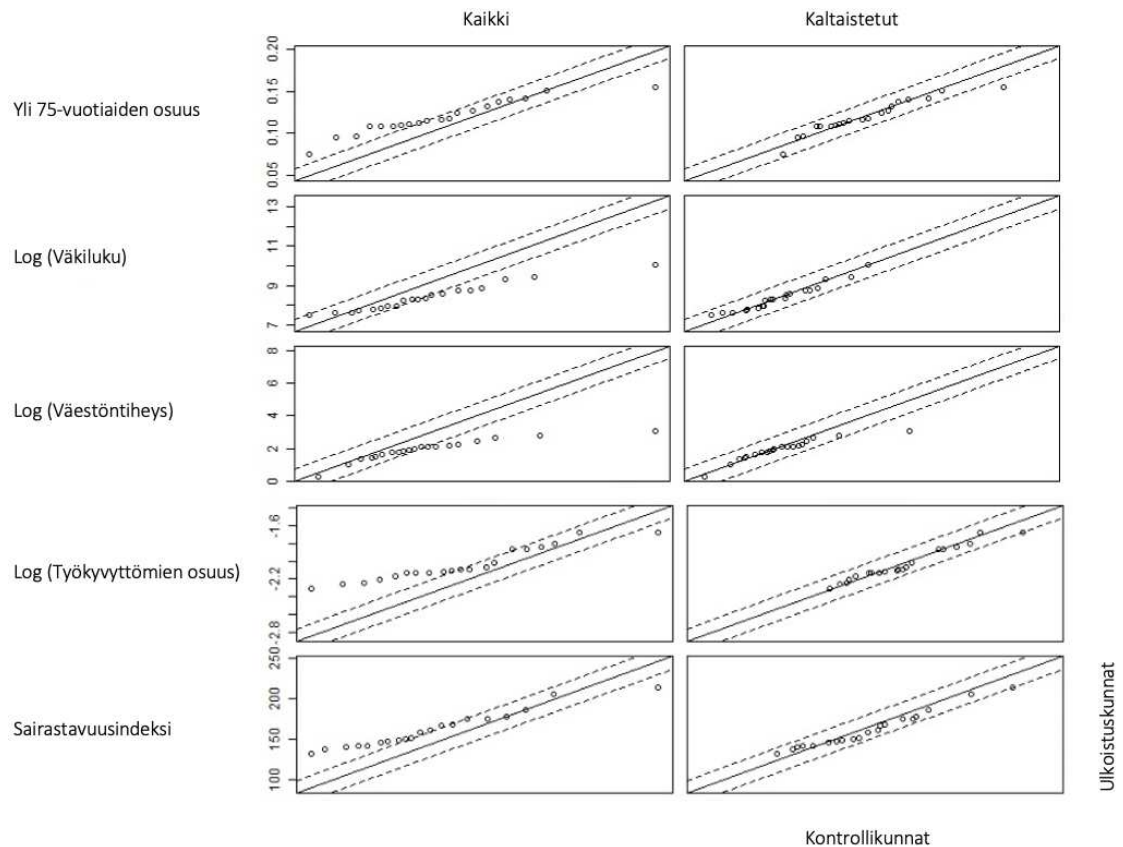 Kaikki
Kaltaistetut
Yli 75-vuotiaiden osuus
0.05 0.10 0.15 0.20
Log (Väkiluku)
7 9 11 13
Log (Väestöntiheys)
0 2 4 6 8
Log (Työkyvyttömien osuus)
-2.8 -2.2 -1.6
Sairastavuusindeksi
100 150 200 250
Ulkoistuskunnat
Kontrollikunnat